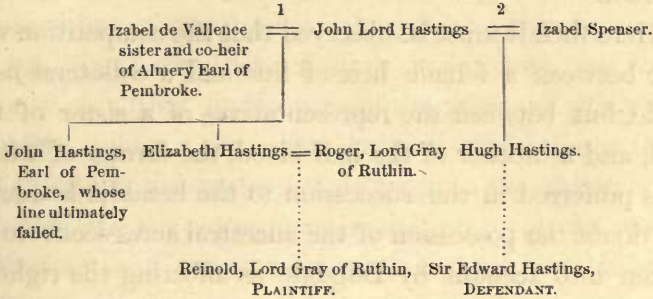 1 2
Izabel de Vallence, = John Lord Hastings = Izabel Spenser.
sister and co-heir
of Almery Earl of
Pembroke.
John Hastings, Elizabeth Hastings = Roger, Lord Gray Hugh Hastings.
Earl of Pem- of Ruthin.
broke, whose
line ultimately
failed.
Reinold, Lord Gray of Ruthin, Sir Edward Hastings,
PLAINTIFF. DEFENDANT.